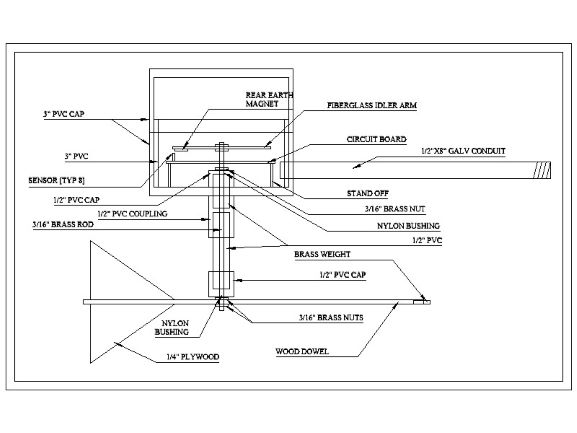 REAR EARTH
MAGNET
FIBERGLASS IDLER ARM
3" PVC CAP
CIRCUIT BOARD
1/2"X8" GALV CONDUIT
3" PVC
SENSOR [TYP 8]
STAND OFF
1/2" PVC CAP
3/16" BRASS NUT
1/2" PVC COUPLING
3/16" BRASS ROD
NYLON BUSHING
1/2" PVC
BRASS WEIGHT
1/2" PVC CAP
NYLON
BUSHING
3/16" BRASS NUTS
1/4" PLYWOOD
WOOD DOWEL